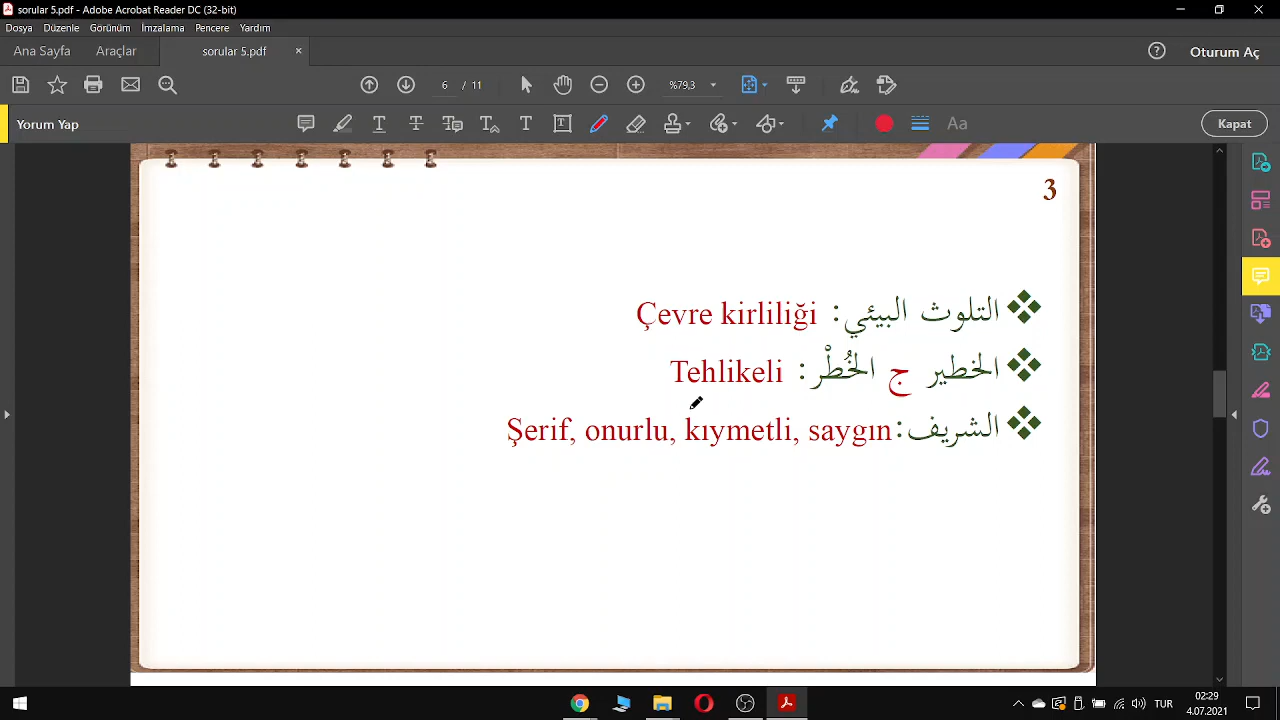 sorular 5.pdf - Adobe Acrobat Reader DC (32-bit)
Dosya Düzenle Görünüm İmzalama Pencere Yardım
Ana Sayfa Araçlar sorular 5.pdf × Oturum Aç
6 / 11 %79,3
Yorum Yap Aa Kapat
3
التلوث البيئي : Çevre kirliliği
الخطير ج الخُطْر : Tehlikeli
الشريف: Şerif, onurlu, kıymetli, saygın
TUR 02:29
4.07.2021